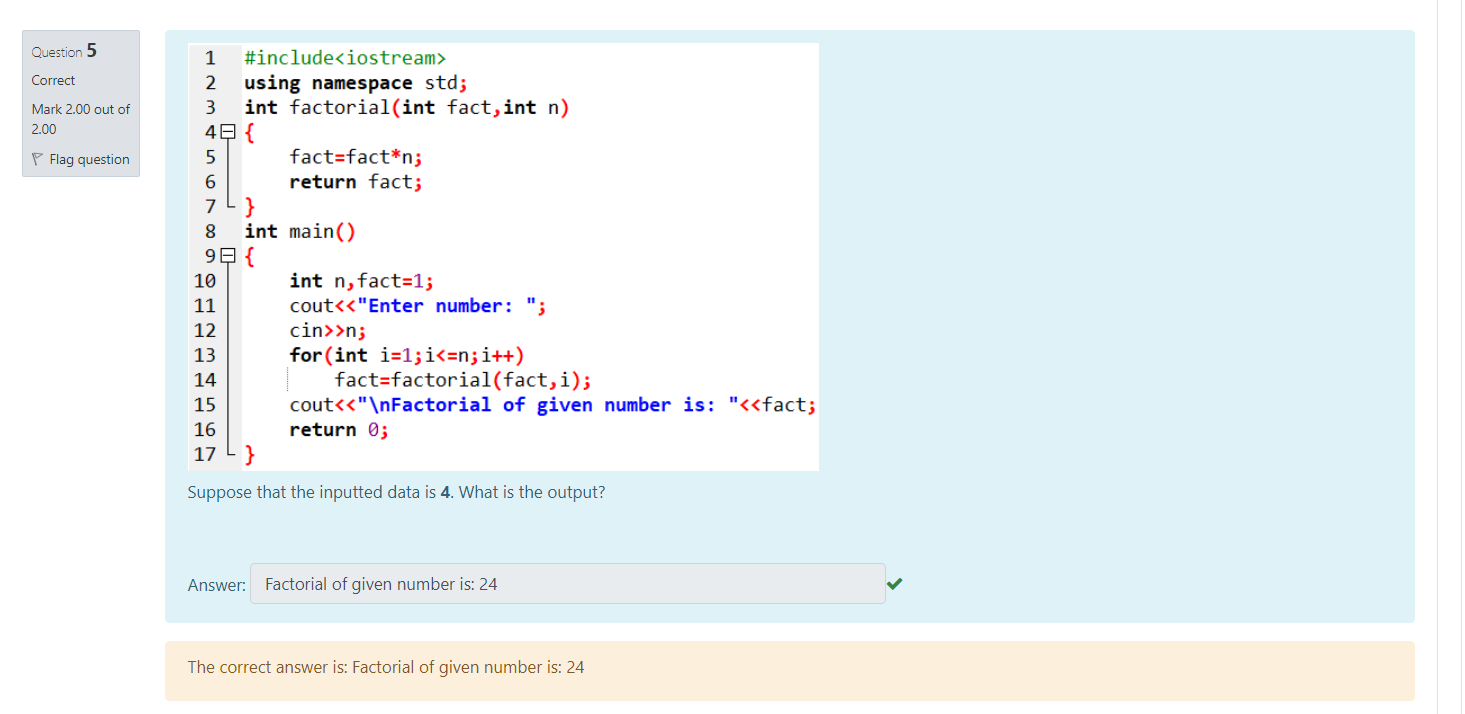 Question 5
Correct
Mark 2.00 out of
2.00
Flag question
1 #include<iostream>
2 using namespace std;
3 int factorial(int fact,int n)
4 {
5 fact=fact*n;
6 return fact;
7 }
8 int main()
9 {
10 int n,fact=1;
11 cout<<"Enter number: ";
12 cin>>n;
13 for(int i=1;i<=n;i++)
14 fact=factorial(fact,i);
15 cout<<"\nFactorial of given number is: "<<fact;
16 return 0;
17 }
Suppose that the inputted data is 4. What is the output?
Answer: Factorial of given number is: 24
The correct answer is: Factorial of given number is: 24